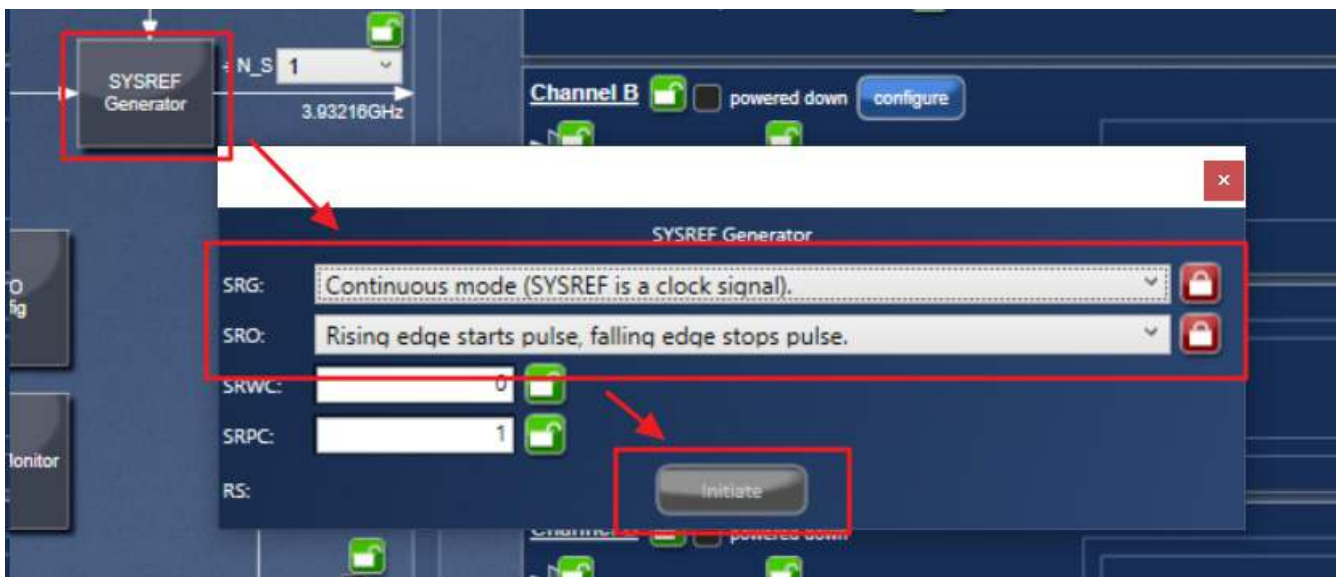 SYSREF
Generator
÷ N_S 1
3.93216GHz
Channel B powered down configure
SYSREF Generator
SRG: Continuous mode (SYSREF is a clock signal).
SRO: Rising edge starts pulse, falling edge stops pulse.
SRWC: 0
SRPC: 1
RS: Initiate
powered down